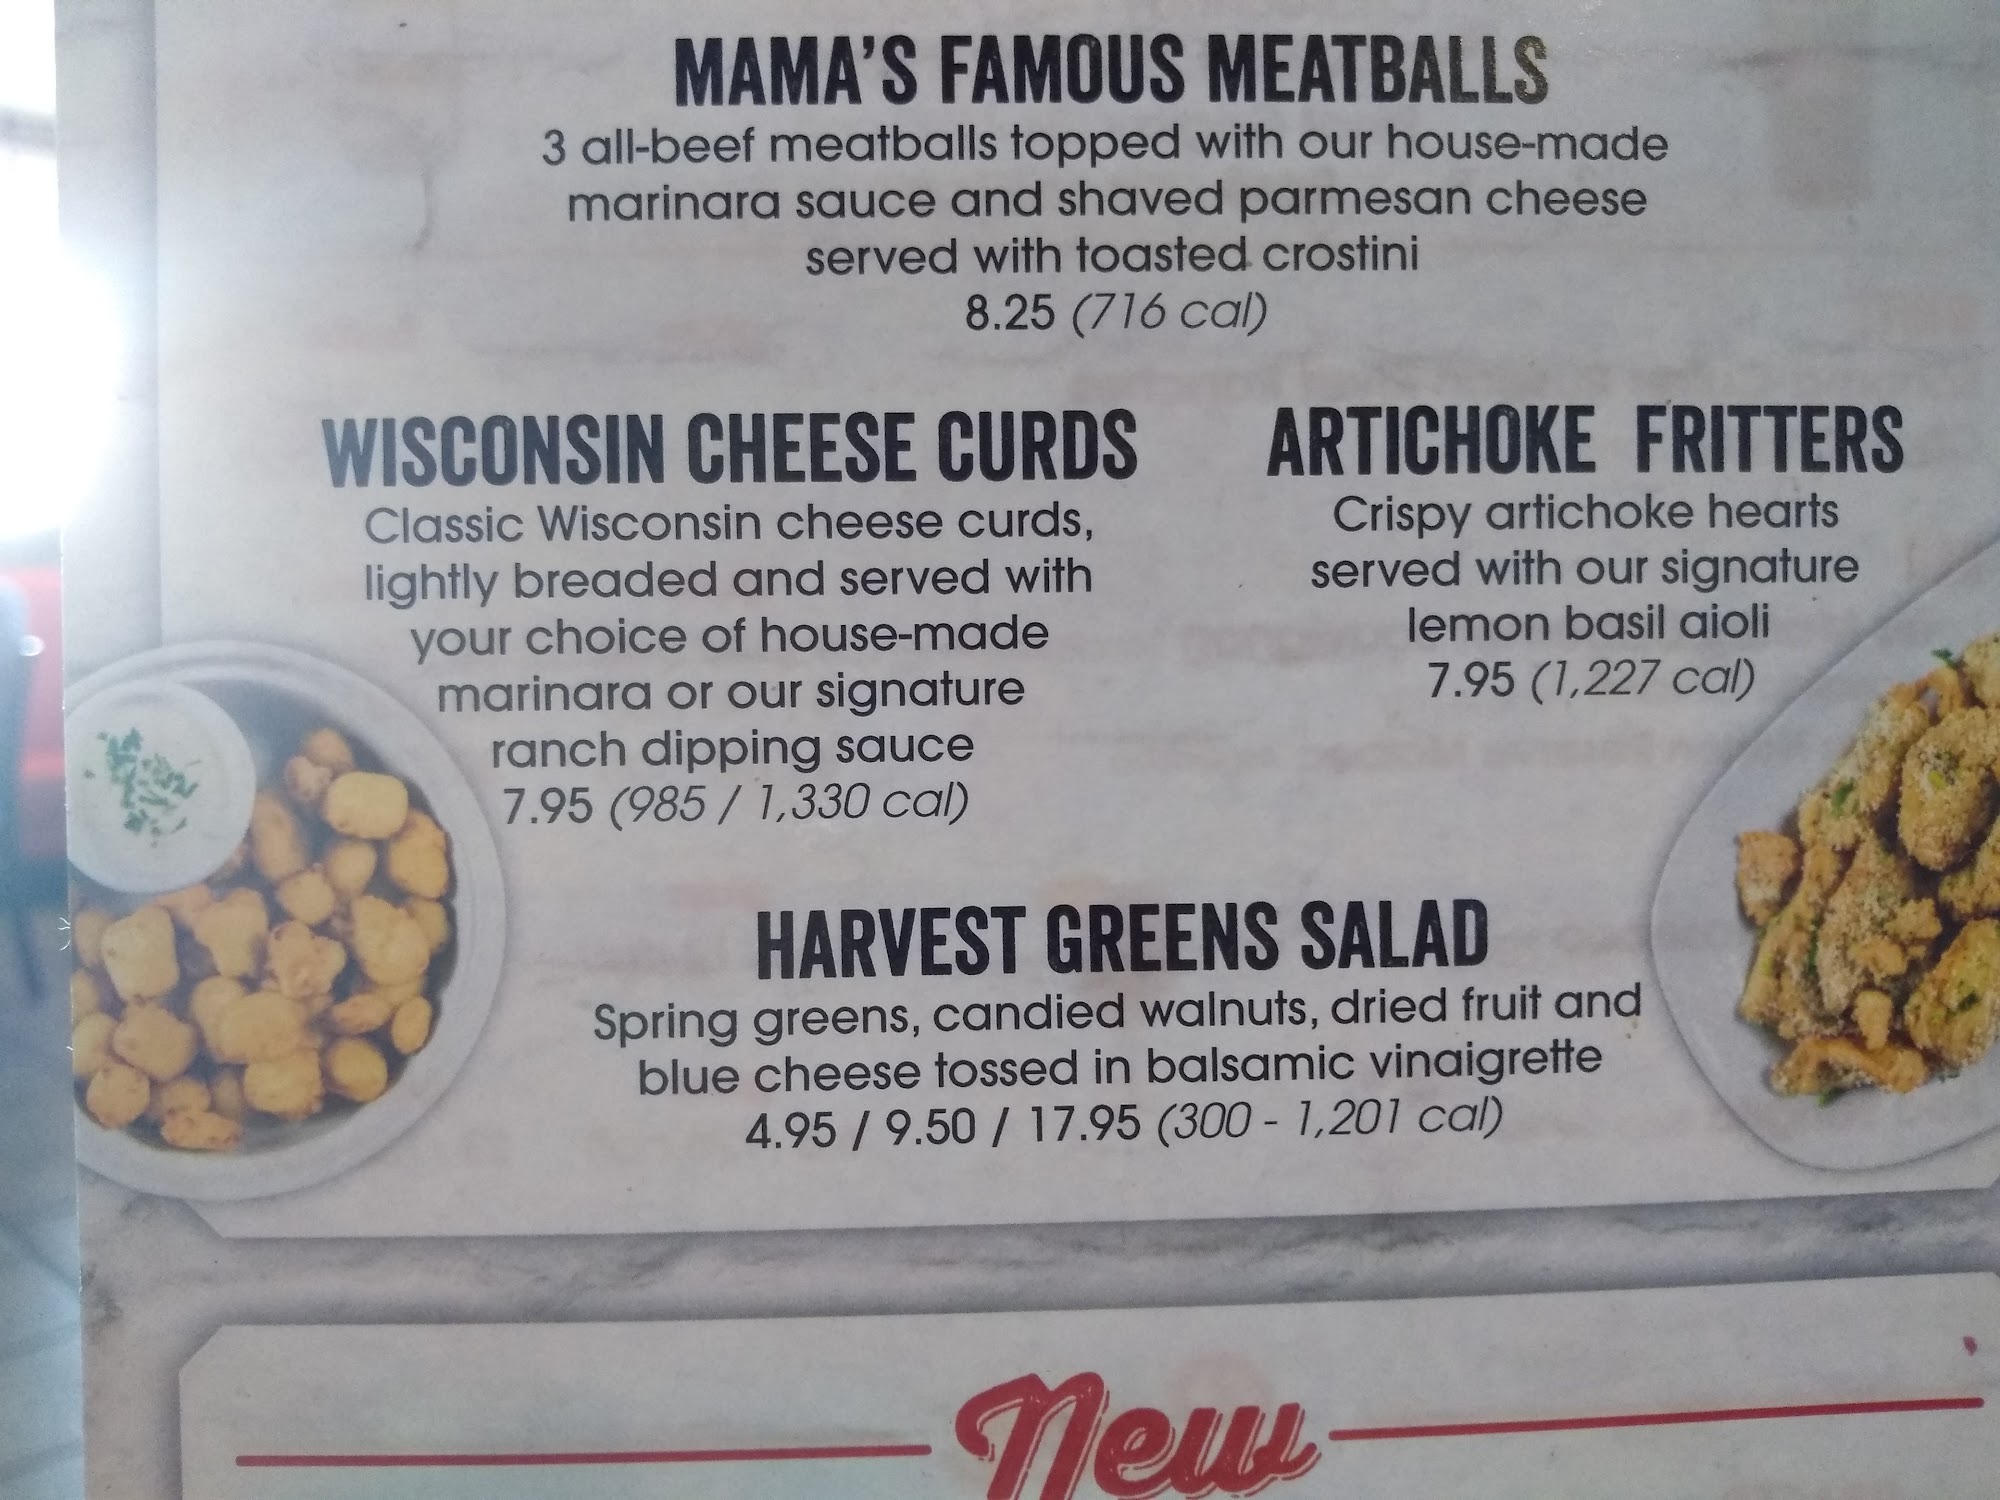 MAMA'S FAMOUS MEATBALLS
3 all-beef meatballs topped with our house-made
marinara sauce and shaved parmesan cheese
served with toasted crostini
8.25 (716 cal)
WISCONSIN CHEESE CURDS
Classic Wisconsin cheese curds,
lightly breaded and served with
your choice of house-made
marinara or our signature
ranch dipping sauce
7.95 (985 / 1,330 cal)
ARTICHOKE FRITTERS
Crispy artichoke hearts
served with our signature
lemon basil aioli
7.95 (1,227 cal)
HARVEST GREENS SALAD
Spring greens, candied walnuts, dried fruit and
blue cheese tossed in balsamic vinaigrette
4.95 / 9.50 / 17.95 (300 - 1,201 cal)
New